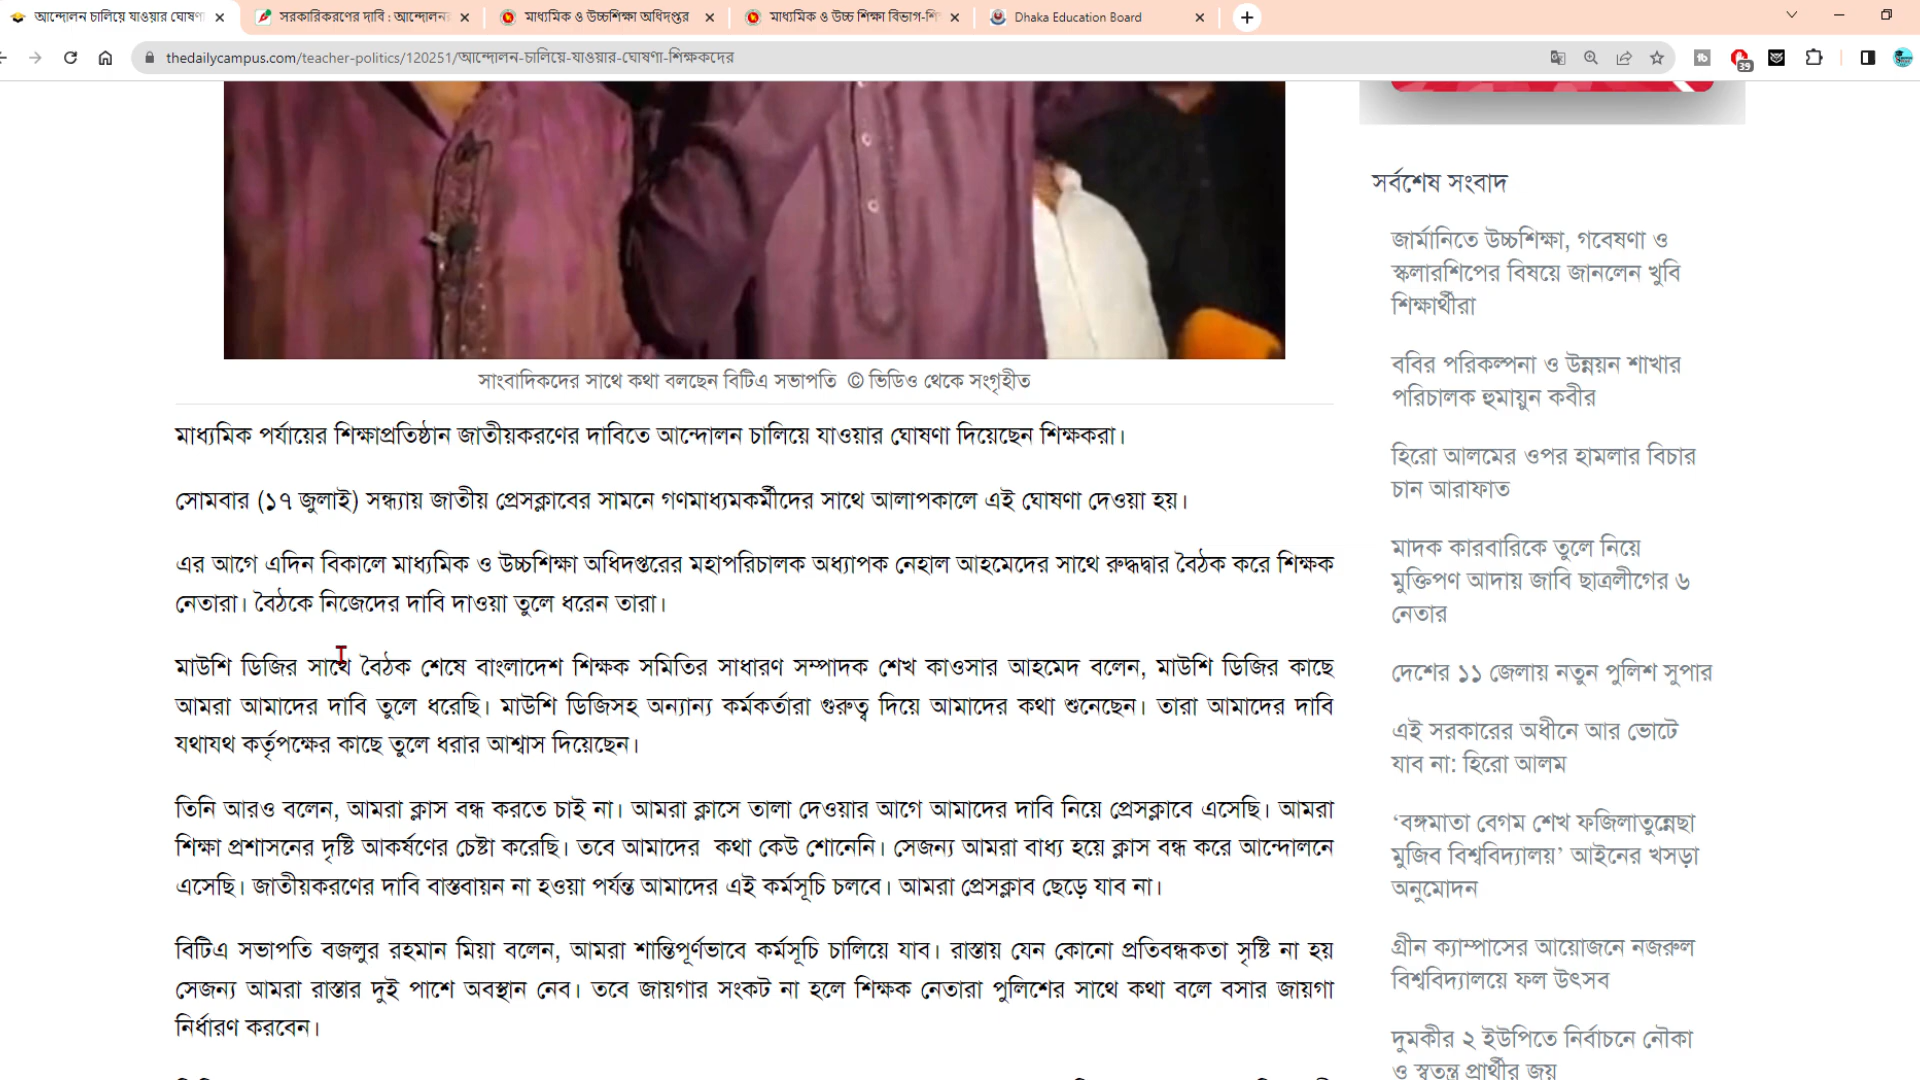 আন্দোলন চালিয়ে যাওয়ার ঘোষণ
সরকারিকরণের দাবি : আন্দোলন
মাধ্যমিক ও উচ্চশিক্ষা অধিদপ্তর
মাধ্যমিক ও উচ্চ শিক্ষা বিভাগ-শি
Dhaka Education Board
thedailycampus.com/teacher-politics/120251/আন্দোলন-চালিয়ে-যাওয়ার-ঘোষণা-শিক্ষকদের
39
সাংবাদিকদের সাথে কথা বলছেন বিটিএ সভাপতি © ভিডিও থেকে সংগৃহীত
মাধ্যমিক পর্যায়ের শিক্ষাপ্রতিষ্ঠান জাতীয়করণের দাবিতে আন্দোলন চালিয়ে যাওয়ার ঘোষণা দিয়েছেন শিক্ষকরা।
সোমবার (১৭ জুলাই) সন্ধ্যায় জাতীয় প্রেসক্লাবের সামনে গণমাধ্যমকর্মীদের সাথে আলাপকালে এই ঘোষণা দেওয়া হয়।
এর আগে এদিন বিকালে মাধ্যমিক ও উচ্চশিক্ষা অধিদপ্তরের মহাপরিচালক অধ্যাপক নেহাল আহমেদের সাথে রুদ্ধদ্বার বৈঠক করে শিক্ষক
নেতারা। বৈঠকে নিজেদের দাবি দাওয়া তুলে ধরেন তারা।
মাউশি ডিজির সাথে বৈঠক শেষে বাংলাদেশ শিক্ষক সমিতির সাধারণ সম্পাদক শেখ কাওসার আহমেদ বলেন, মাউশি ডিজির কাছে
আমরা আমাদের দাবি তুলে ধরেছি। মাউশি ডিজিসহ অন্যান্য কর্মকর্তারা গুরুত্ব দিয়ে আমাদের কথা শুনেছেন। তারা আমাদের দাবি
যথাযথ কর্তৃপক্ষের কাছে তুলে ধরার আশ্বাস দিয়েছেন।
তিনি আরও বলেন, আমরা ক্লাস বন্ধ করতে চাই না। আমরা ক্লাসে তালা দেওয়ার আগে আমাদের দাবি নিয়ে প্রেসক্লাবে এসেছি। আমরা
শিক্ষা প্রশাসনের দৃষ্টি আকর্ষণের চেষ্টা করেছি। তবে আমাদের কথা কেউ শোনেনি। সেজন্য আমরা বাধ্য হয়ে ক্লাস বন্ধ করে আন্দোলনে
এসেছি। জাতীয়করণের দাবি বাস্তবায়ন না হওয়া পর্যন্ত আমাদের এই কর্মসূচি চলবে। আমরা প্রেসক্লাব ছেড়ে যাব না।
বিটিএ সভাপতি বজলুর রহমান মিয়া বলেন, আমরা শান্তিপূর্ণভাবে কর্মসূচি চালিয়ে যাব। রাস্তায় যেন কোনো প্রতিবন্ধকতা সৃষ্টি না হয়
সেজন্য আমরা রাস্তার দুই পাশে অবস্থান নেব। তবে জায়গার সংকট না হলে শিক্ষক নেতারা পুলিশের সাথে কথা বলে বসার জায়গা
নির্ধারণ করবেন।
সর্বশেষ সংবাদ
জার্মানিতে উচ্চশিক্ষা, গবেষণা ও
স্কলারশিপের বিষয়ে জানলেন খুবি
শিক্ষার্থীরা
ববির পরিকল্পনা ও উন্নয়ন শাখার
পরিচালক হুমায়ুন কবীর
হিরো আলমের ওপর হামলার বিচার
চান আরাফাত
মাদক কারবারিকে তুলে নিয়ে
মুক্তিপণ আদায় জাবি ছাত্রলীগের ৬
নেতার
দেশের ১১ জেলায় নতুন পুলিশ সুপার
এই সরকারের অধীনে আর ভোটে
যাব না: হিরো আলম
‘বঙ্গমাতা বেগম শেখ ফজিলাতুন্নেছা
মুজিব বিশ্ববিদ্যালয়’ আইনের খসড়া
অনুমোদন
গ্রীন ক্যাম্পাসের আয়োজনে নজরুল
বিশ্ববিদ্যালয়ে ফল উৎসব
দুমকীর ২ ইউপিতে নির্বাচনে নৌকা
ও স্বতন্ত্র প্রার্থীর জয়